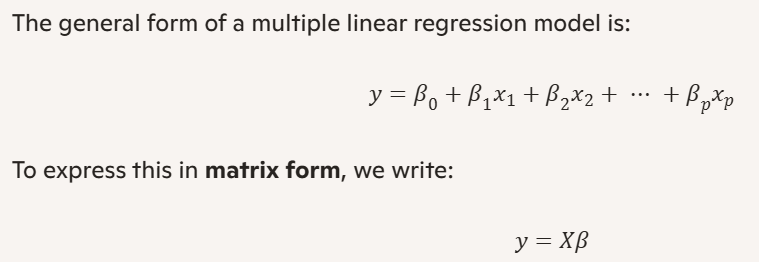 The general form of a multiple linear regression model is:
y = β₀ + β₁x₁ + β₂x₂ + ⋯ + βₚxₚ
To express this in matrix form, we write:
y = Xβ